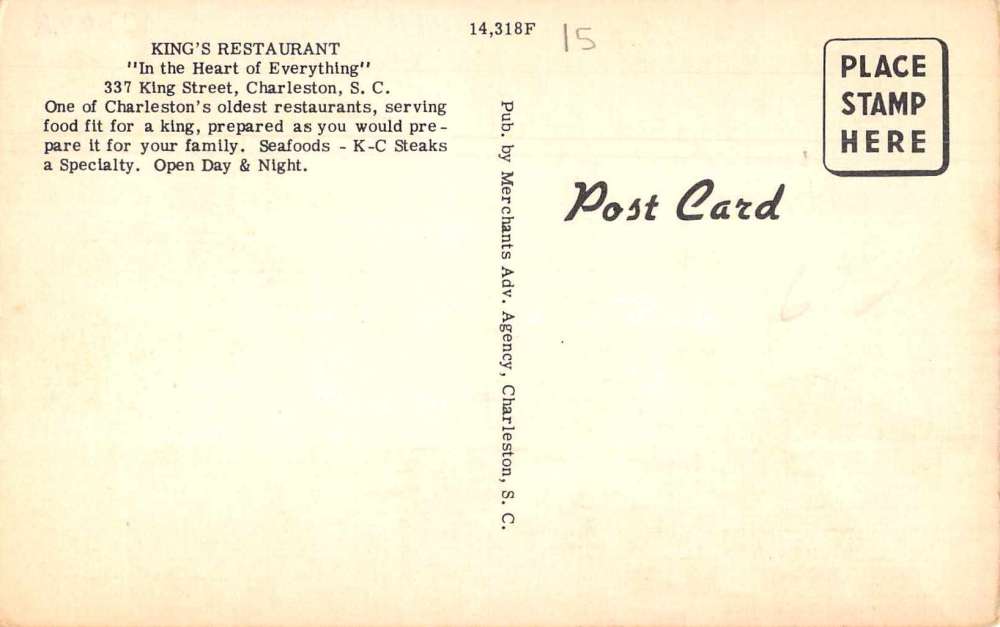 14,318F
15
KING'S RESTAURANT
"In the Heart of Everything"
337 King Street, Charleston, S. C.
One of Charleston's oldest restaurants, serving
food fit for a king, prepared as you would pre-
pare it for your family. Seafoods - K-C Steaks
a Specialty. Open Day & Night.
Pub. by Merchants Adv. Agency, Charleston, S. C.
Post Card
PLACE
STAMP
HERE